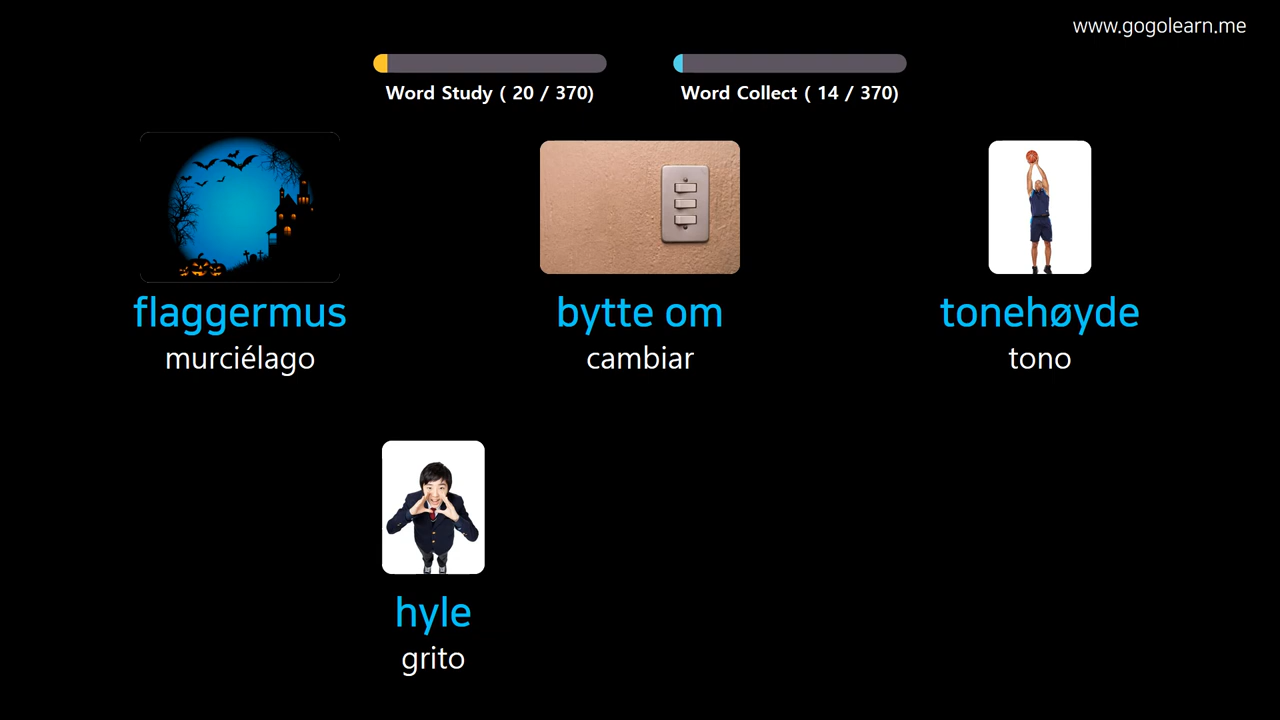 www.gogolearn.me
Word Study ( 20 / 370)
Word Collect ( 14 / 370)
flaggermus
murciélago
bytte om
cambiar
tonehøyde
tono
hyle
grito